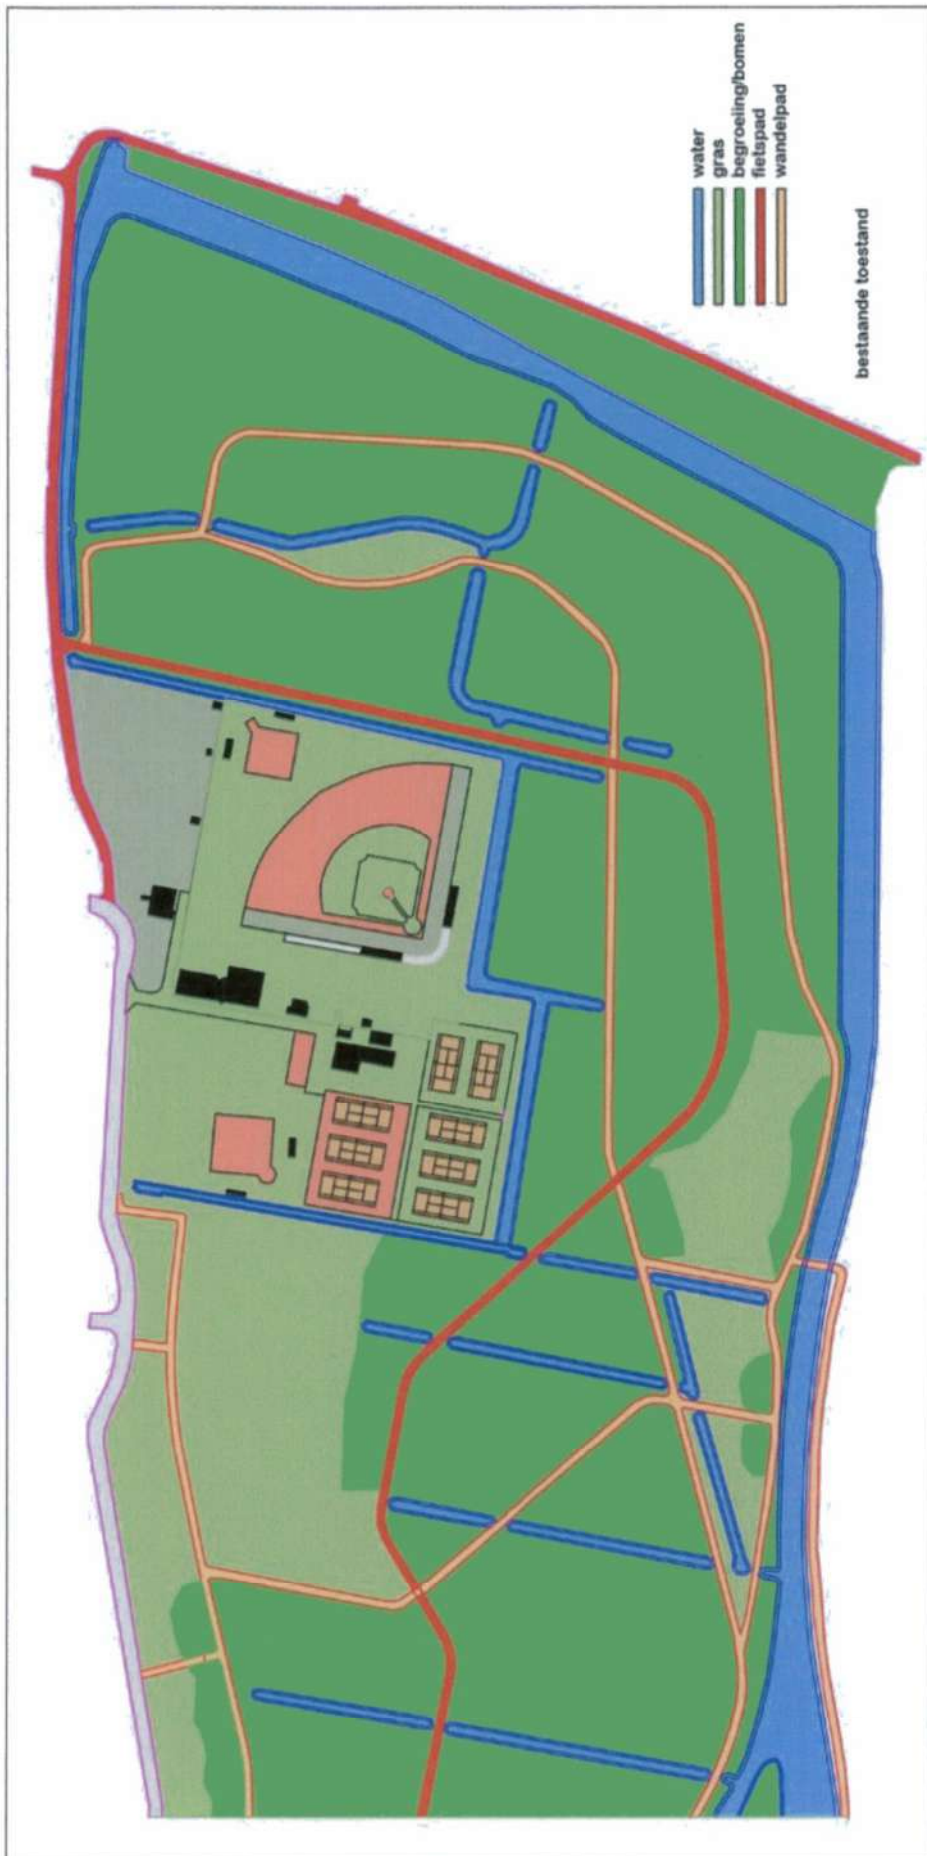 water
gras
begroeiing/bomen
fietspad
wandelpad
bestaande toestand